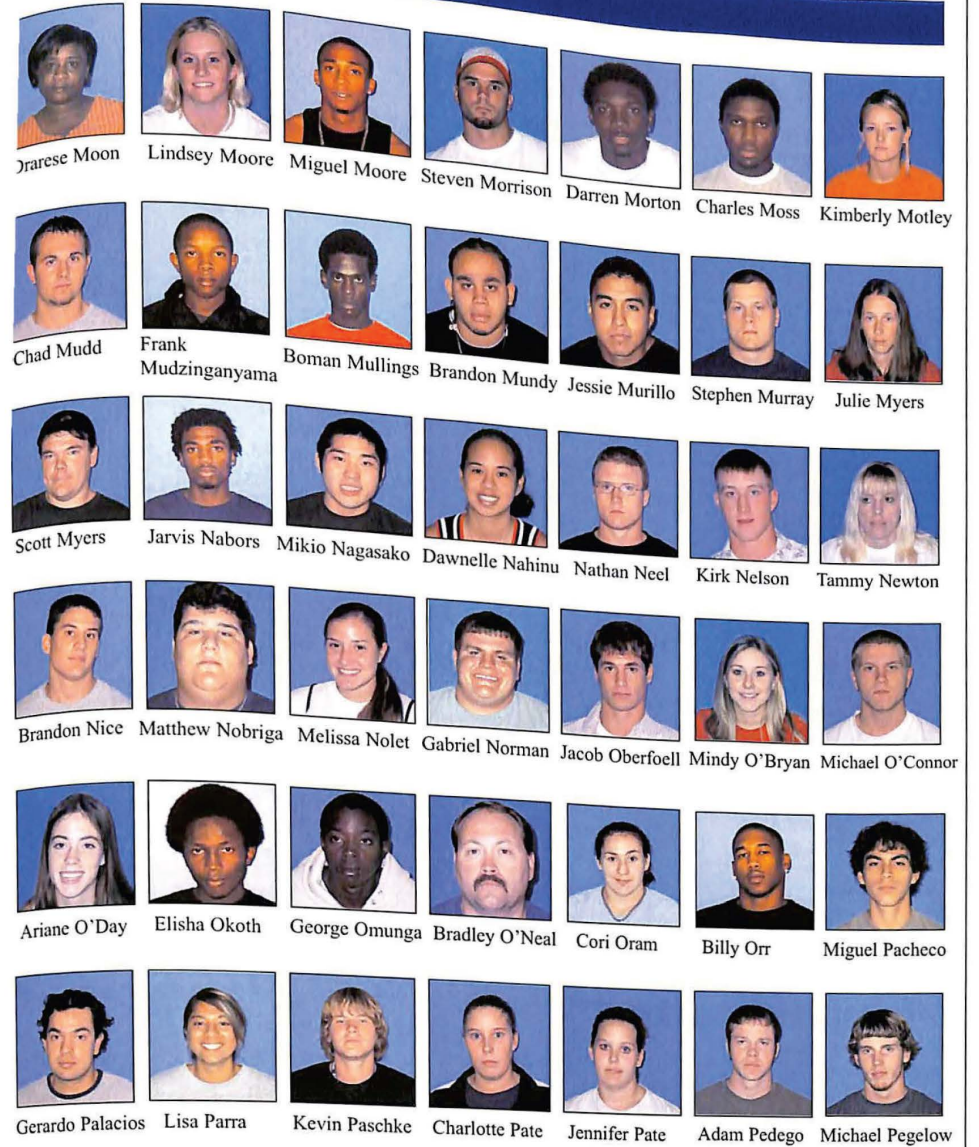 Drarese Moon
Lindsey Moore
Miguel Moore
Steven Morrison
Darren Morton
Charles Moss
Kimberly Motley
Chad Mudd
Frank
Mudzinganyama
Boman Mullings
Brandon Mundy
Jessie Murillo
Stephen Murray
Julie Myers
Scott Myers
Jarvis Nabors
Mikio Nagasako
Dawnelle Nahinu
Nathan Neel
Kirk Nelson
Tammy Newton
Brandon Nice
Matthew Nobriga
Melissa Nolet
Gabriel Norman
Jacob Oberfoell
Mindy O'Bryan
Michael O'Connor
Ariane O'Day
Elisha Okoth
George Omunga
Bradley O'Neal
Cori Oram
Billy Orr
Miguel Pacheco
Gerardo Palacios
Lisa Parra
Kevin Paschke
Charlotte Pate
Jennifer Pate
Adam Pedego
Michael Pegelow